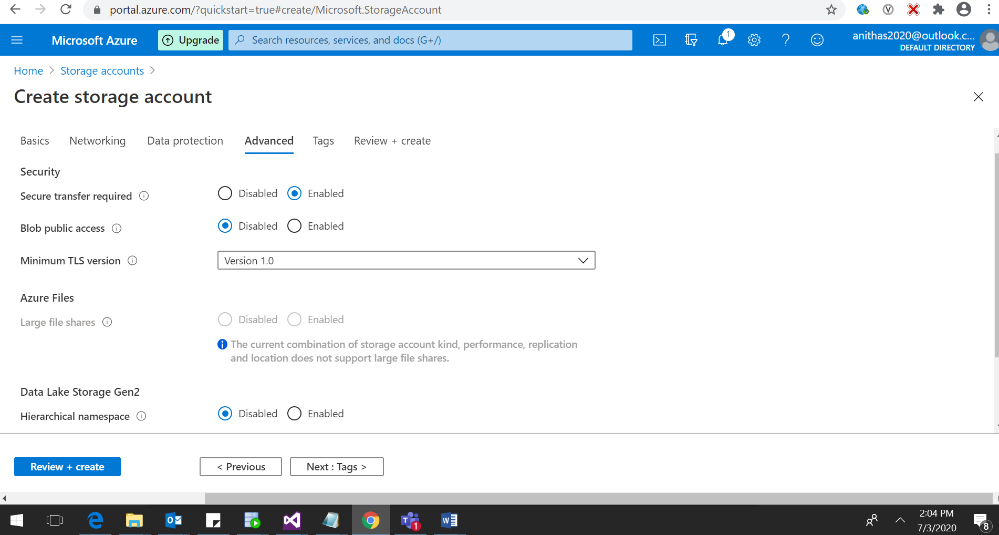 portal.azure.com/?quickstart=true#create/Microsoft.StorageAccount
Microsoft Azure
Upgrade
Search resources, services, and docs (G+/)
1
anithas2020@outlook.c...
DEFAULT DIRECTORY
Home > Storage accounts >
Create storage account
Basics Networking Data protection Advanced Tags Review + create
Security
Secure transfer required Disabled Enabled
Blob public access Disabled Enabled
Minimum TLS version Version 1.0
Azure Files
Large file shares Disabled Enabled
The current combination of storage account kind, performance, replication
and location does not support large file shares.
Data Lake Storage Gen2
Hierarchical namespace Disabled Enabled
Review + create < Previous Next : Tags >
2:04 PM
7/3/2020
1
8